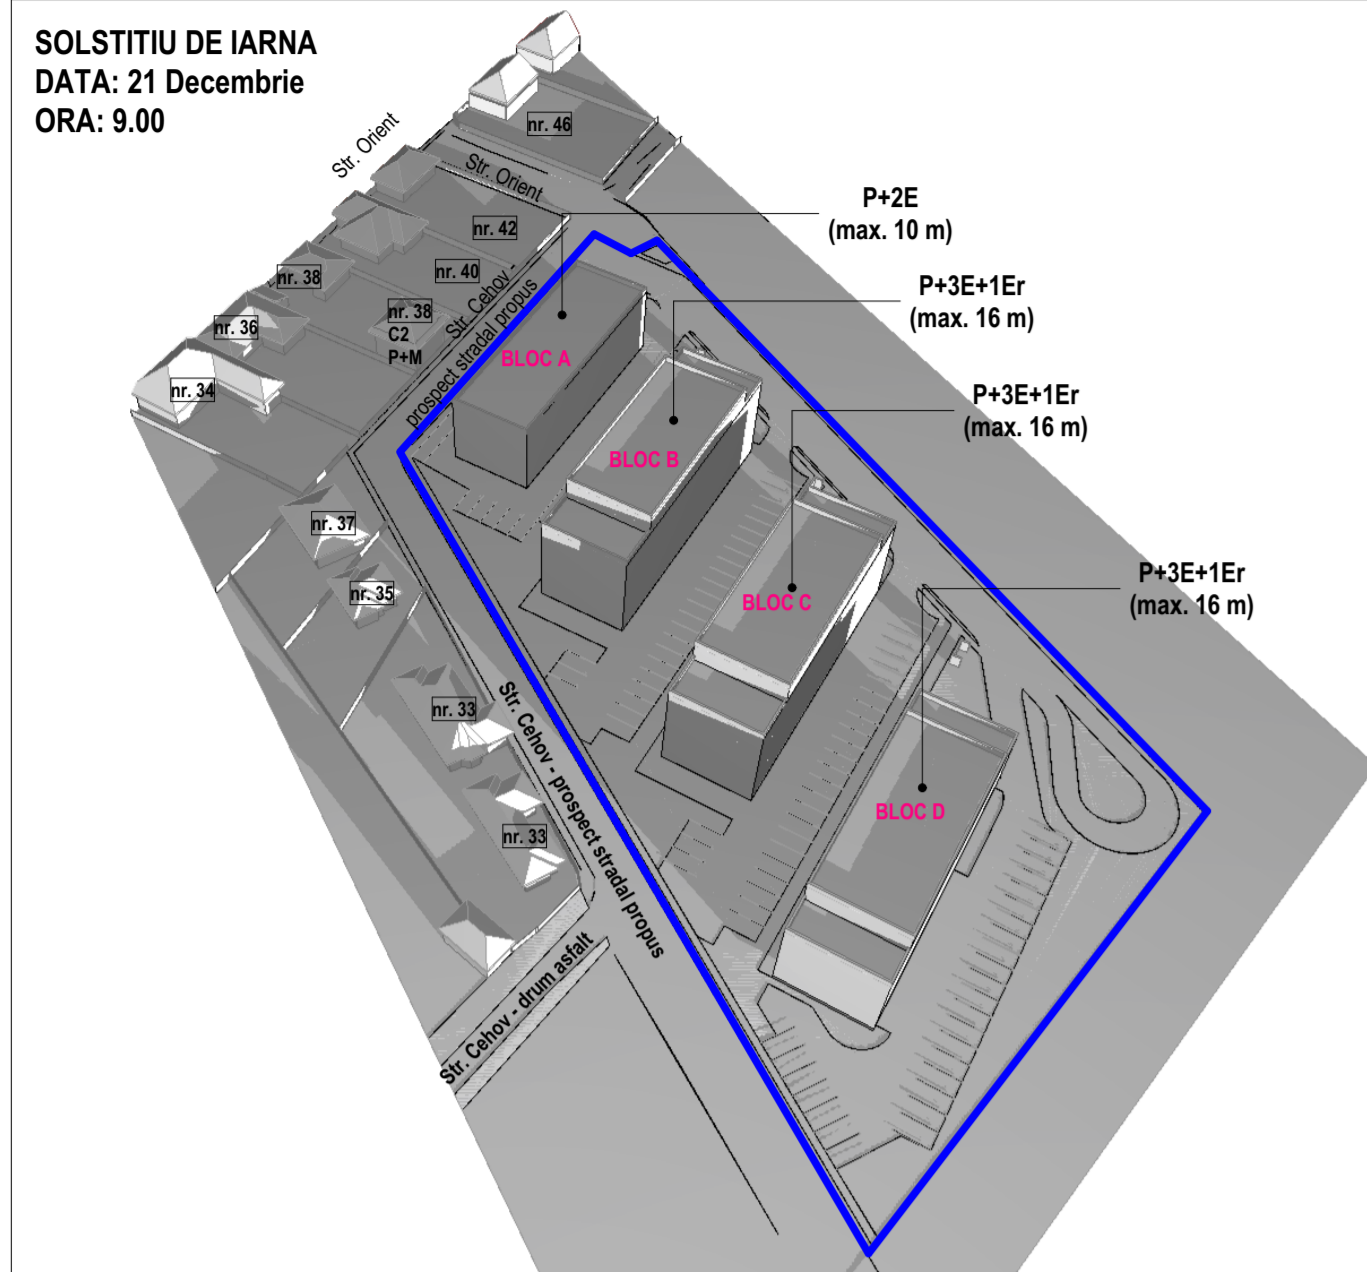 SOLSTITIU DE IARNA
DATA: 21 Decembrie
ORA: 9.00
Str. Orient
nr. 46
Str. Orient
P+2E
(max. 10 m)
nr. 42
nr. 40
nr. 38
nr. 38
C2
P+M
nr. 36
nr. 34
Str. Cehov -
prospect stradal propus
P+3E+1Er
(max. 16 m)
BLOC A
P+3E+1Er
(max. 16 m)
BLOC B
nr. 37
nr. 35
P+3E+1Er
(max. 16 m)
BLOC C
nr. 33
Str. Cehov - prospect stradal propus
BLOC D
nr. 33
Str. Cehov - drum asfalt